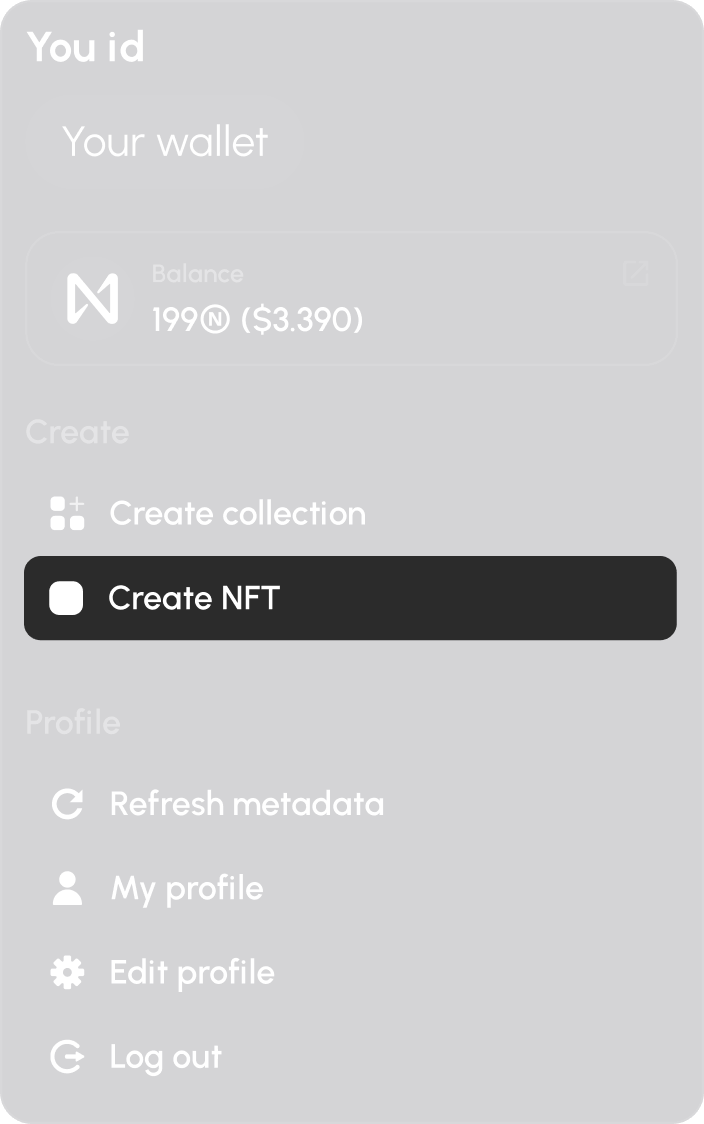 You id
Your wallet
Balance
199Ⓝ ($3.390)
Create
Create collection
Create NFT
Profile
Refresh metadata
My profile
Edit profile
Log out